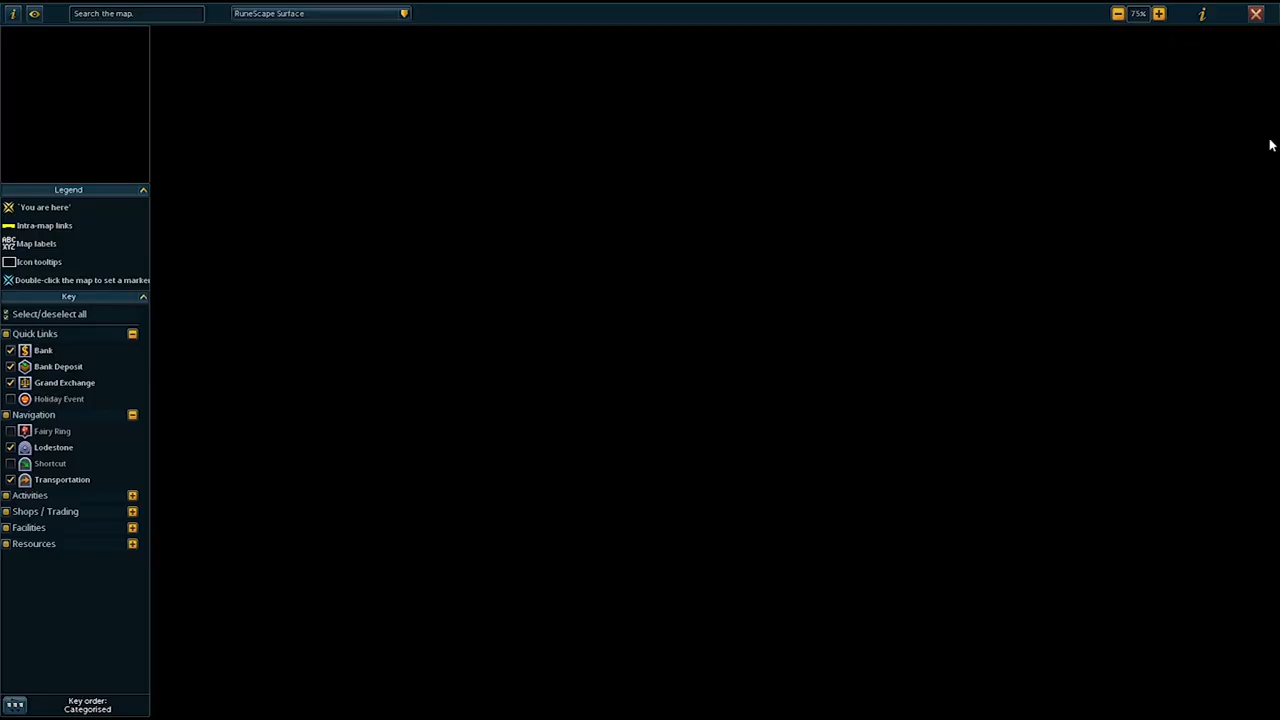 Search the map.
RuneScape Surface
75%
Legend
'You are here'
Intra-map links
ABC
XYZ
Map labels
Icon tooltips
Double-click the map to set a marker
Key
Select/deselect all
Quick Links
Bank
Bank Deposit
Grand Exchange
Holiday Event
Navigation
Fairy Ring
Lodestone
Shortcut
Transportation
Activities
Shops / Trading
Facilities
Resources
Key order:
Categorised